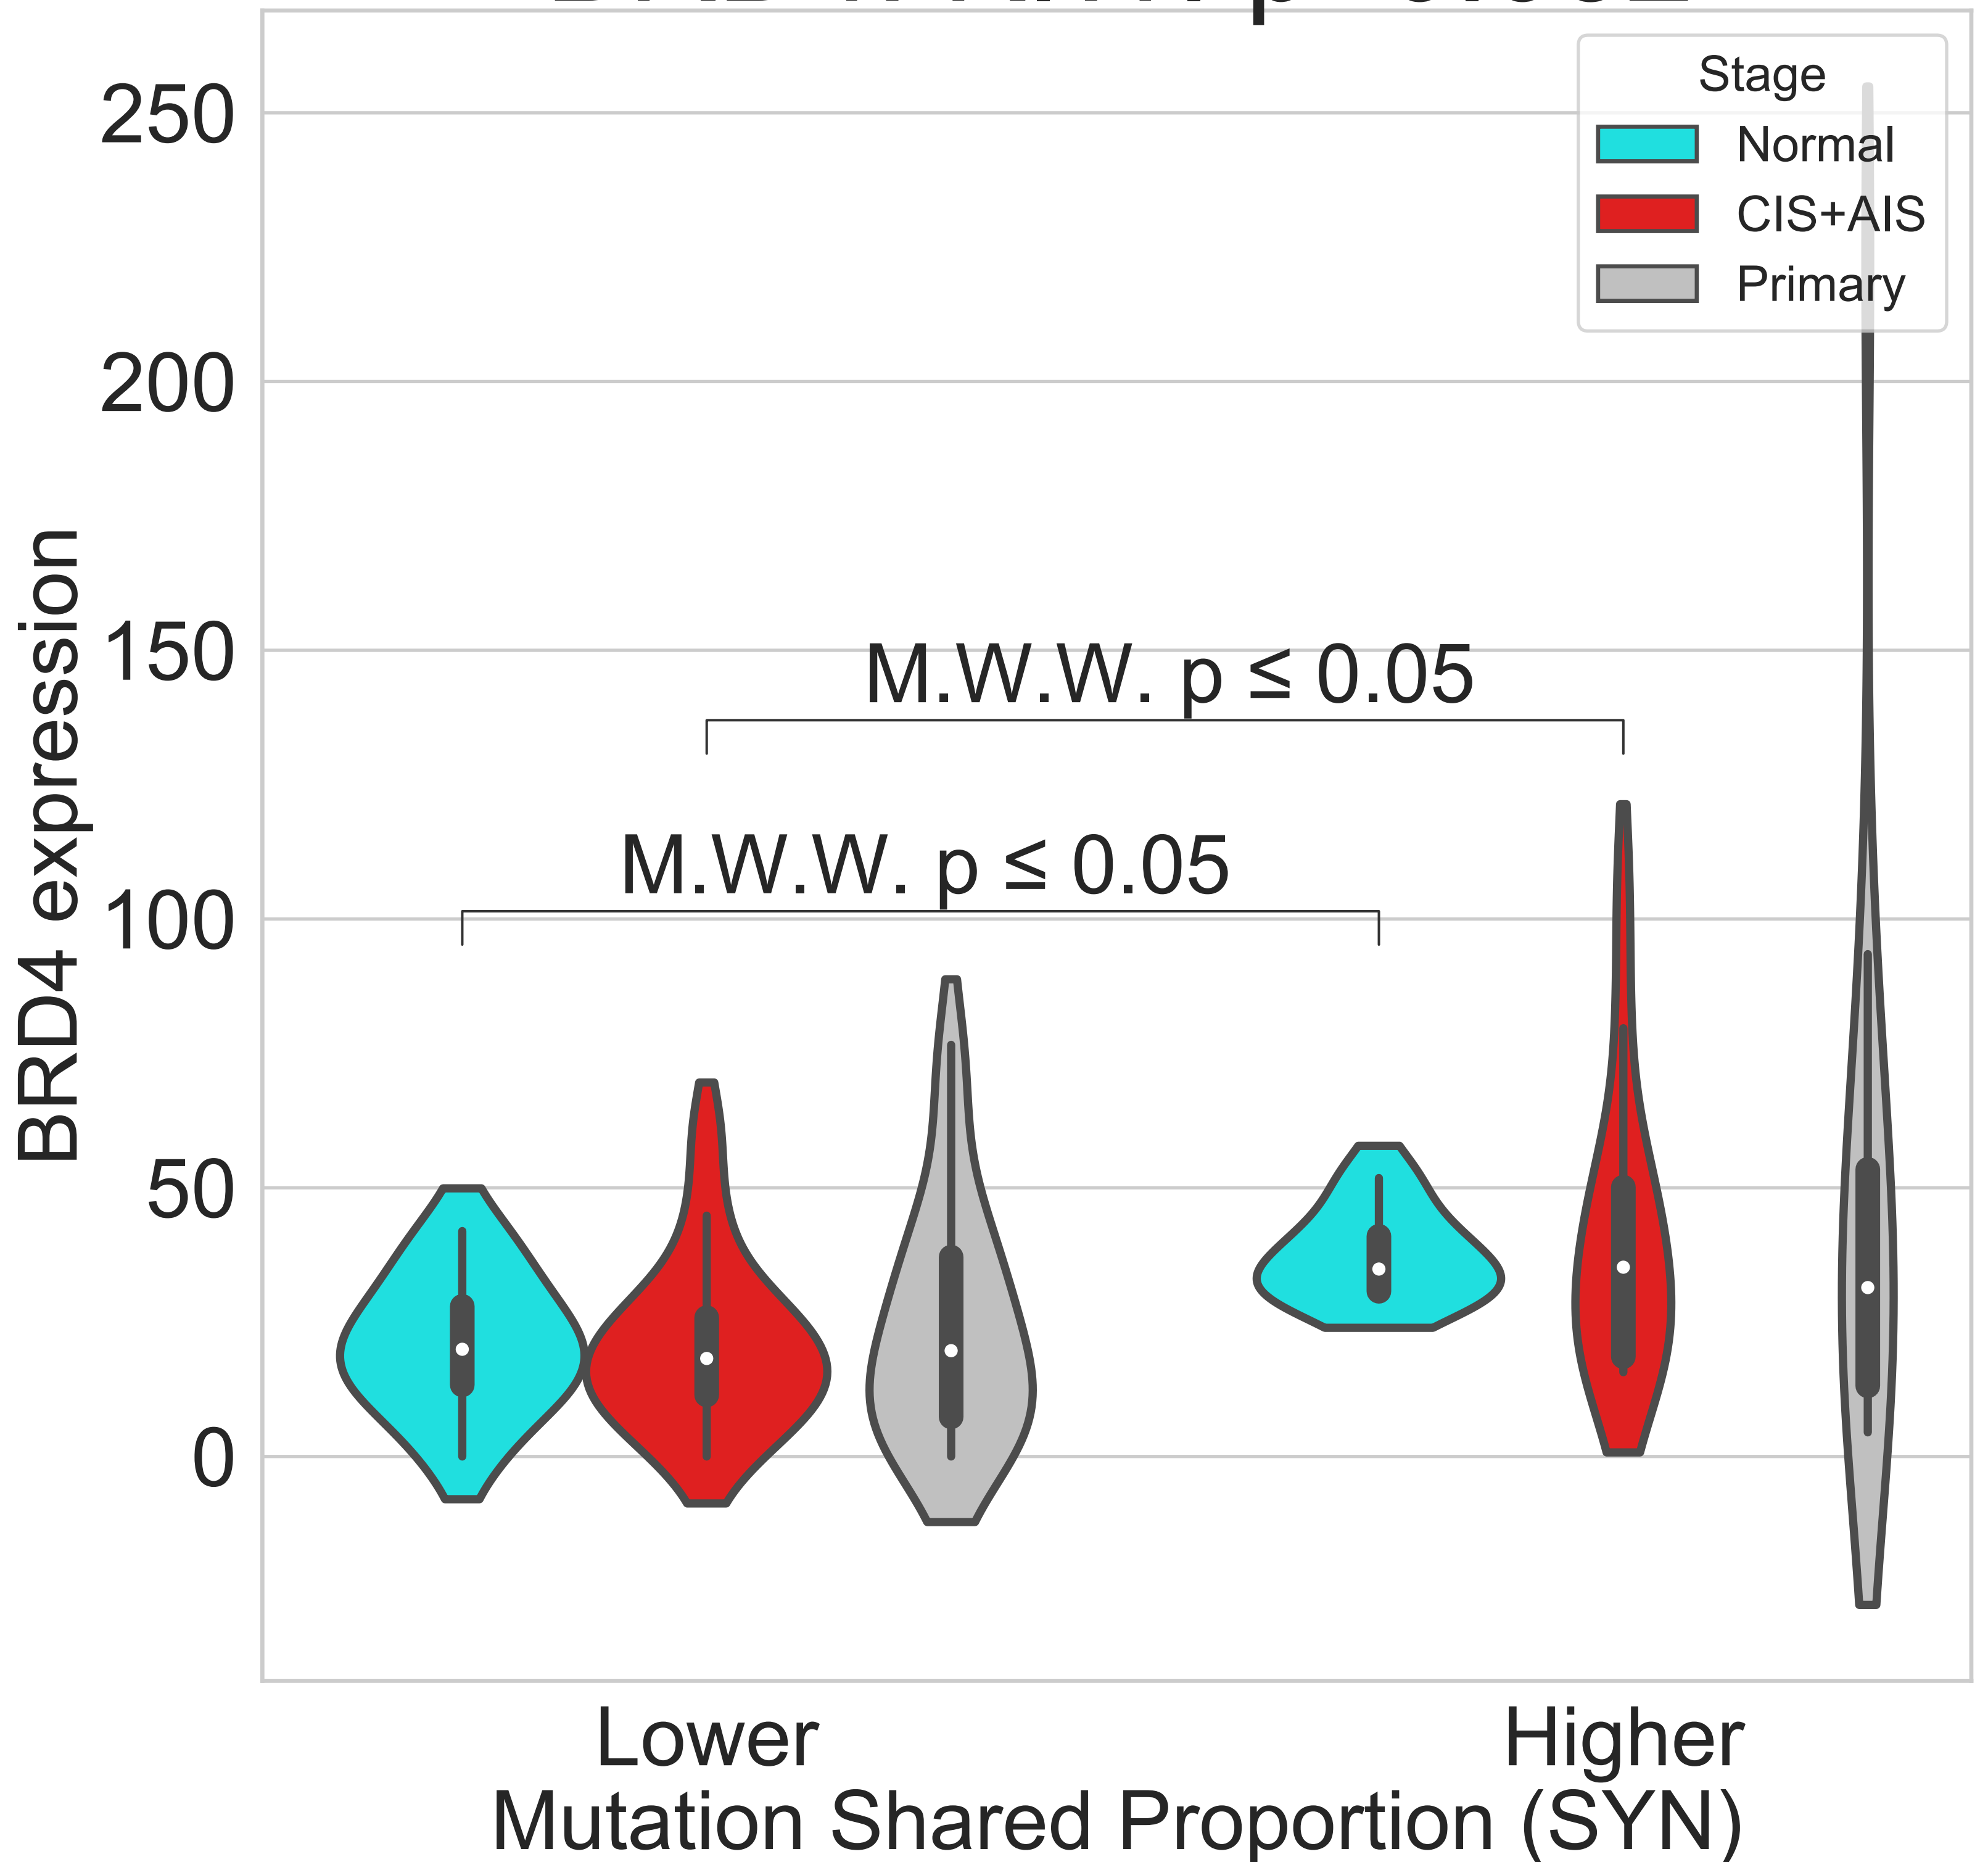 Stage
Normal
CIS+AIS
Primary
250
200
150
100
50
0
BRD4 expression
M.W.W. p ≤ 0.05
M.W.W. p ≤ 0.05
Lower
Higher
Mutation Shared Proportion (SYN)